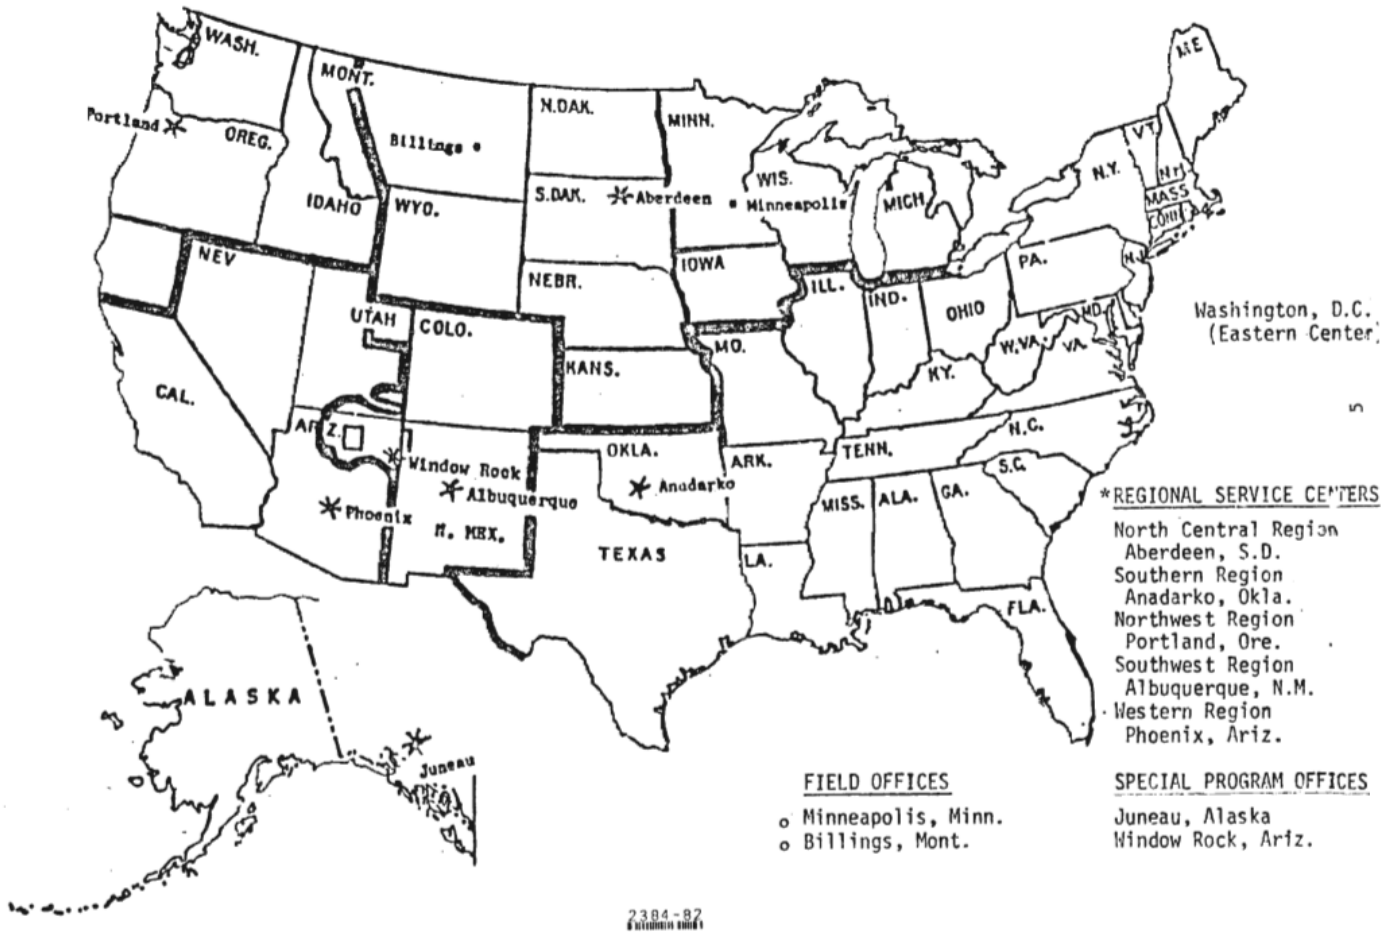 WASH.
MONT.
N.DAK.
MINN.
ME
Portland
OREG.
Billings
VT.
N.Y.
N H
IDAHO
WYO.
S.DAK.
Aberdeen
WIS.
Minneapolis
MICH
MASS
CONN
NEV
NEBR.
IOWA
ILL.
IND.
OHIO
PA.
N.J.
MD.
UTAH
COLO.
KANS.
MO.
KY.
W.VA.
VA.
Washington, D.C.
(Eastern Center)
CAL.
5
ARIZ.
Window Rock
Albuquerque
Phoenix
N. MEX.
OKLA.
Anadarko
ARK.
TENN.
N.C.
S.C.
MISS.
ALA.
GA.
TEXAS
LA.
FLA.
*REGIONAL SERVICE CENTERS
North Central Region
Aberdeen, S.D.
Southern Region
Anadarko, Okla.
Northwest Region
Portland, Ore.
Southwest Region
Albuquerque, N.M.
Western Region
Phoenix, Ariz.
ALASKA
Juneau
FIELD OFFICES
o Minneapolis, Minn.
o Billings, Mont.
SPECIAL PROGRAM OFFICES
Juneau, Alaska
Window Rock, Ariz.
2384-82